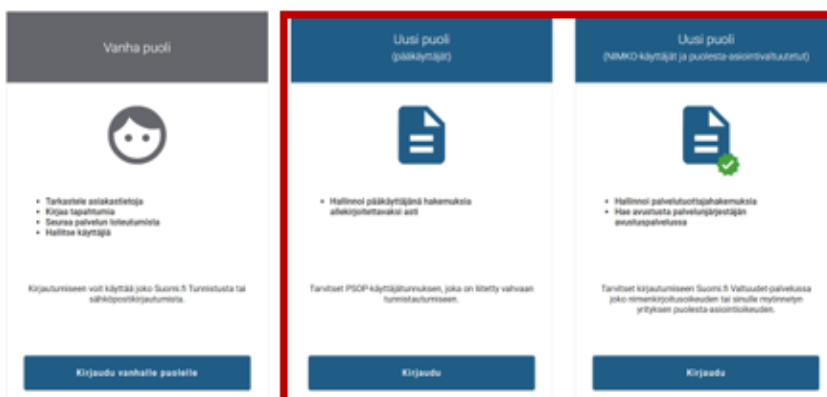 Vanha puoli
Tarkastele asiakastietoja
Kirjaa tapahtumia
Seuraa palvelun toteutumista
Hallitse käyttäjiä
Kirjautumiseen voit käyttää joko Suomi.fi Tunnistusta tai
sähköpostikirjautumista.
Kirjaudu vanhalle puolelle
Uusi puoli
(pääkäyttäjät)
Hallinnoi pääkäyttäjänä hakemuksia
allekirjoitettavaksi asti
Tarvitset PSOP-käyttäjätunnuksen, joka on liitetty vahvaan
tunnistautumiseen.
Kirjaudu
Uusi puoli
(NIMKO-käyttäjät ja puolesta-asiointivaltuutetut)
Hallinnoi palveluntuottajahakemuksia
Hae avustusta palvelunjärjestäjän
avustuspalvelussa
Tarvitset kirjautumiseen Suomi.fi Valtuudet-palvelussa
joko nimenkirjoitusoikeuden tai sinulle myönnetyn
yrityksen puolesta-asiointioikeuden.
Kirjaudu